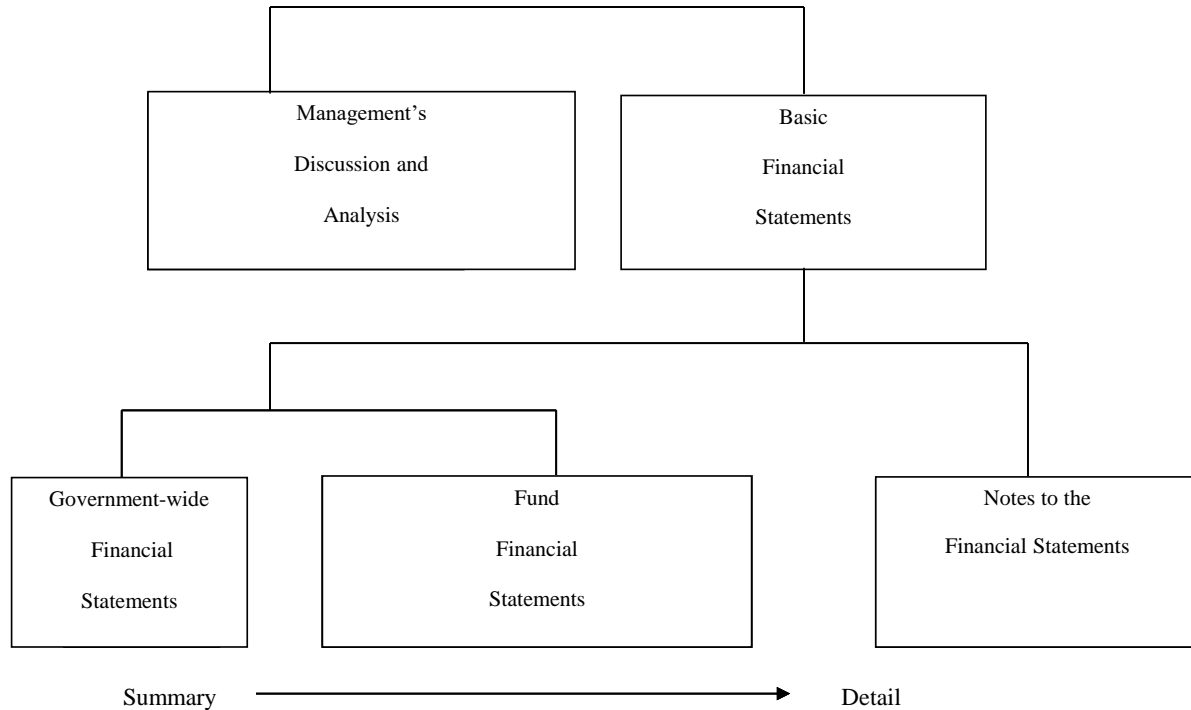 Management’s
Discussion and
Analysis
Basic
Financial
Statements
Government-wide
Financial
Statements
Fund
Financial
Statements
Notes to the
Financial Statements
Summary
Detail